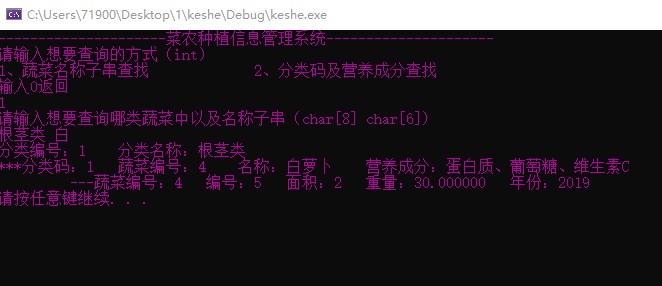 C:\Users\71900\Desktop\1\keshe\Debug\keshe.exe
---------------------菜农种植信息管理系统---------------------
请输入想要查询的方式 (int)
1、蔬菜名称子串查找 2、分类码及营养成分查找
输入0返回
1
请输入想要查询哪类蔬菜中以及名称子串 (char[8] char[6])
根茎类 白
分类编号：1 分类名称：根茎类
***分类码：1 蔬菜编号：4 名称：白萝卜 营养成分：蛋白质、葡萄糖、维生素C
---蔬菜编号：4 编号：5 面积：2 重量：30.000000 年份：2019
请按任意键继续. . .